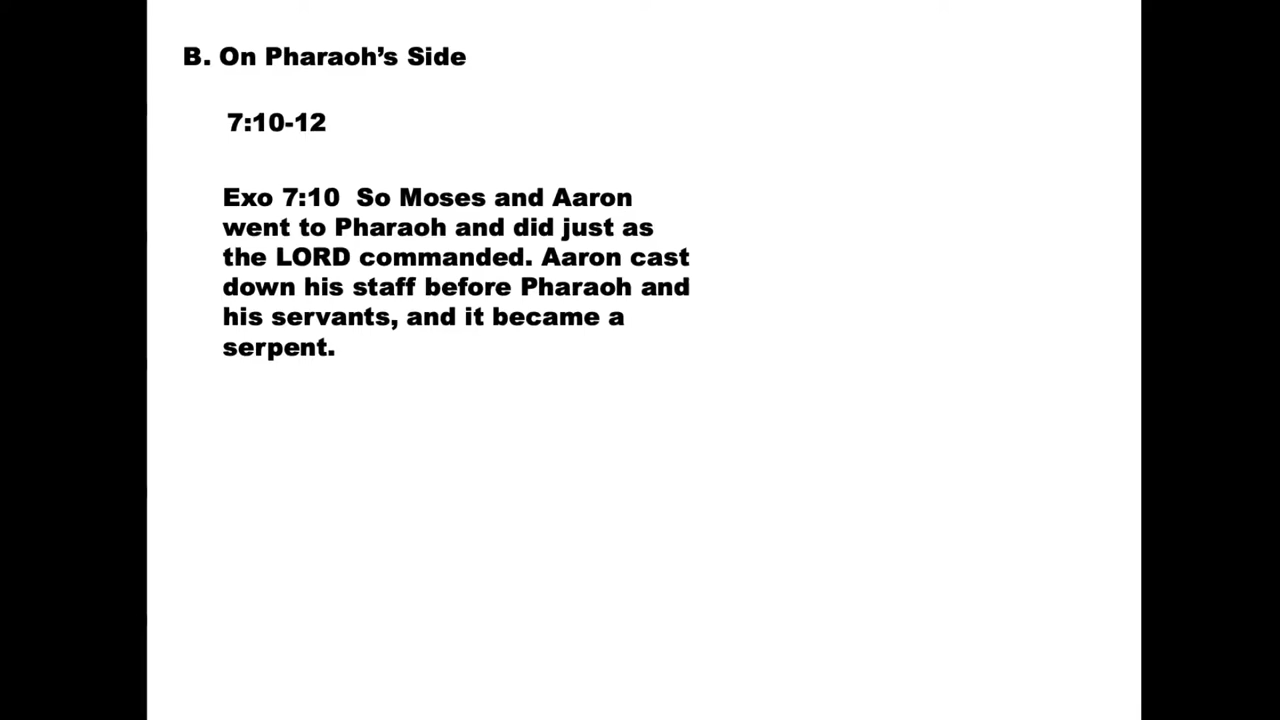 B. On Pharaoh’s Side
7:10-12
Exo 7:10  So Moses and Aaron
went to Pharaoh and did just as
the LORD commanded. Aaron cast
down his staff before Pharaoh and
his servants, and it became a
serpent.